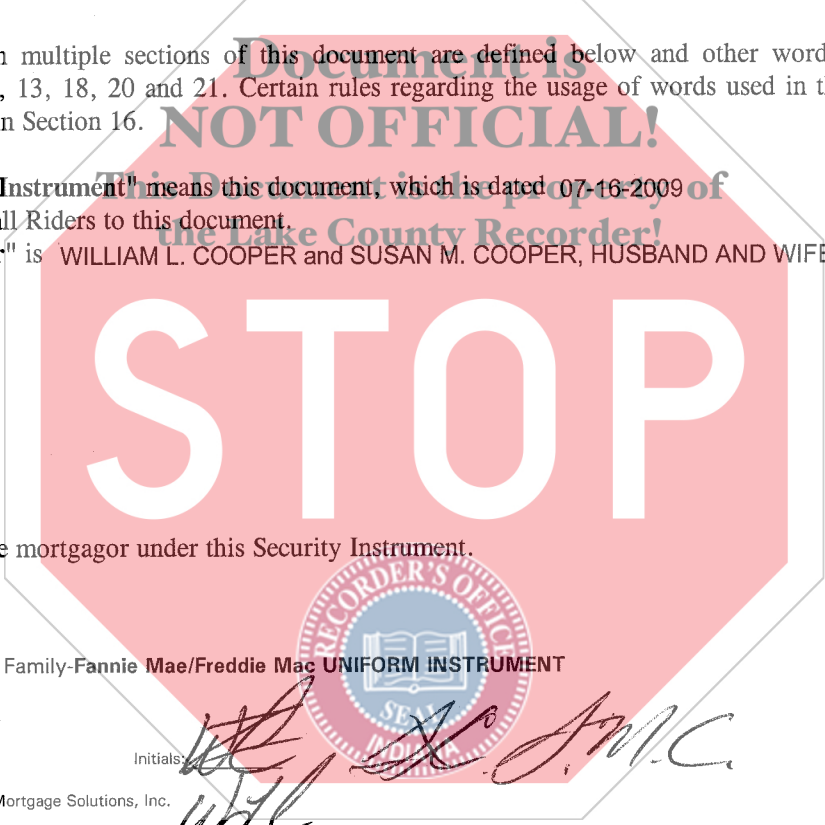 multiple sections of this document are defined below and other word
, 13, 18, 20 and 21. Certain rules regarding the usage of words used in t
n Section 16.
Document is
NOT OFFICIAL!
This Document is the property of
the Lake County Recorder!
Instrument" means this document, which is dated 07-16-2009
ll Riders to this document.
" is WILLIAM L. COOPER and SUSAN M. COOPER, HUSBAND AND WIFE
STOP
e mortgagor under this Security Instrument.
RECORDER'S OFFICE
SEAL
INDIANA
Family-Fannie Mae/Freddie Mac UNIFORM INSTRUMENT
Initials: S.M.C.
Mortgage Solutions, Inc.